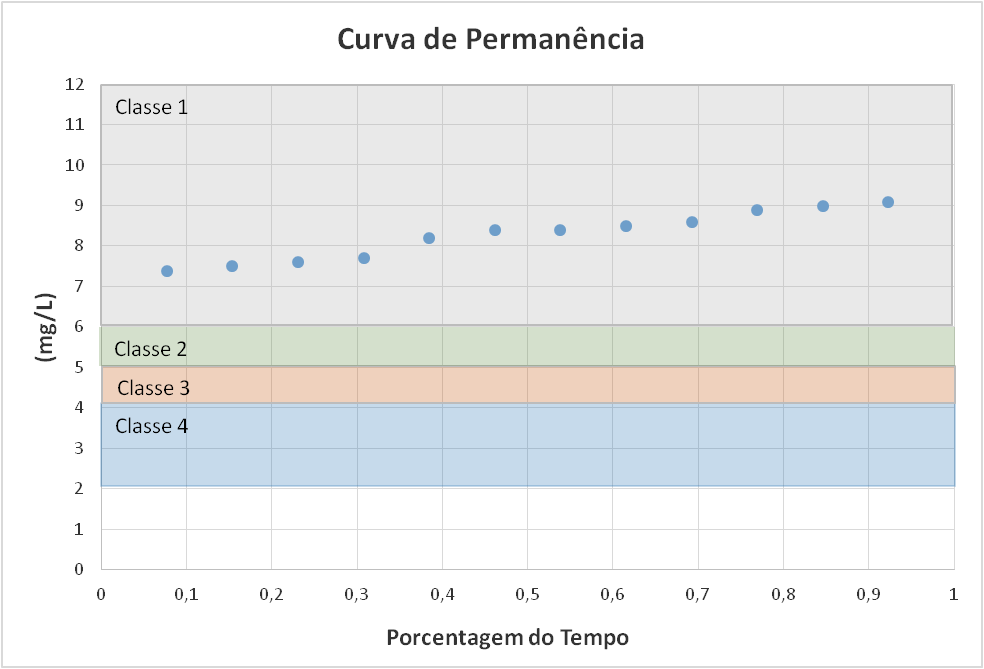 Curva de Permanência
12
Classe 1
11
10
9
8
7
6
(mg/L)
Classe 2
5
Classe 3
4
Classe 4
3
2
1
0
0 0,1 0,2 0,3 0,4 0,5 0,6 0,7 0,8 0,9 1
Porcentagem do Tempo